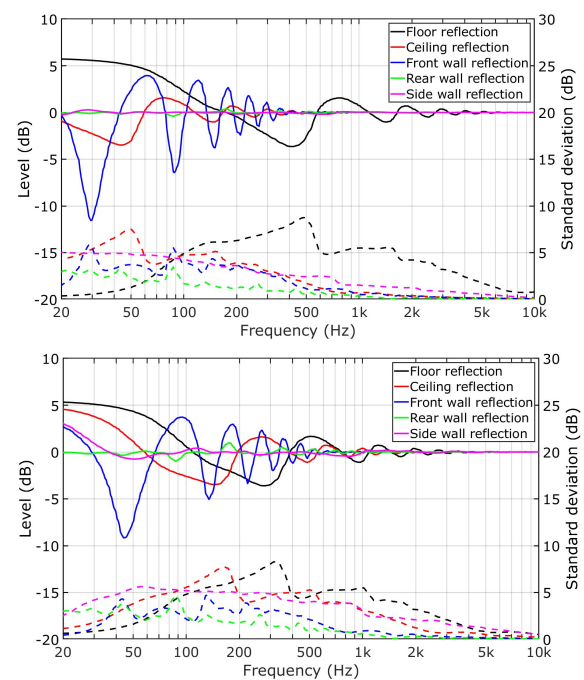 10
30
Floor reflection
Ceiling reflection
Front wall reflection
Rear wall reflection
Side wall reflection
5
25
0
20
-5
15
-10
10
-15
5
-20
0
Level (dB)
Standard deviation (dB)
20
50
100
200
500
1k
2k
5k
10k
Frequency (Hz)
10
30
Floor reflection
Ceiling reflection
Front wall reflection
Rear wall reflection
Side wall reflection
5
25
0
20
-5
15
-10
10
-15
5
-20
0
Level (dB)
Standard deviation (dB)
20
50
100
200
500
1k
2k
5k
10k
Frequency (Hz)